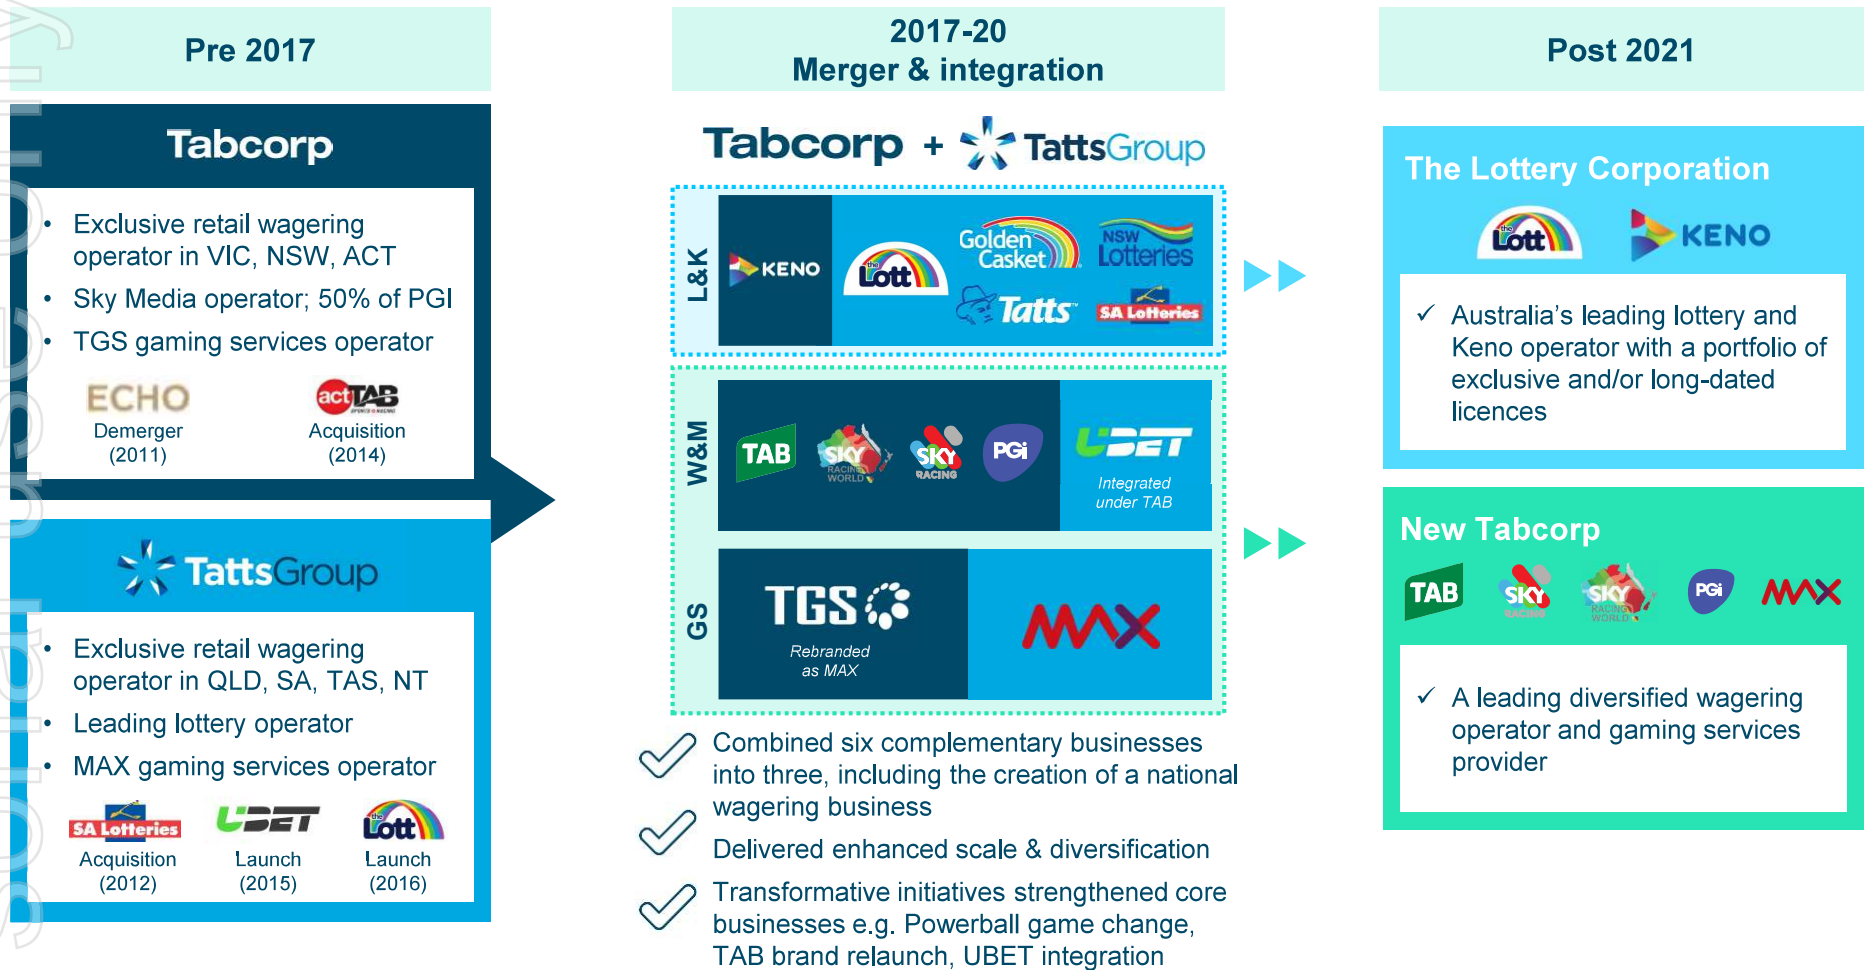 Pre 2017
Tabcorp
• Exclusive retail wagering
operator in VIC, NSW, ACT
• Sky Media operator; 50% of PGI
• TGS gaming services operator
ECHO
Demerger
(2011)
actTAB
SPORTS RACING
Acquisition
(2014)
TattsGroup
• Exclusive retail wagering
operator in QLD, SA, TAS, NT
• Leading lottery operator
• MAX gaming services operator
SA Lotteries
Acquisition
(2012)
UBET
Launch
(2015)
the Lott
Launch
(2016)
2017-20
Merger & integration
Tabcorp + TattsGroup
L&K
KENO
the Lott
Golden
Casket
NSW
Lotteries
Tatts
SA Lotteries
W&M
TAB
SKY
RACING
WORLD
SKY
RACING
PGi
UBET
Integrated
under TAB
GS
TGS
Rebranded
as MAX
MAX
Combined six complementary businesses
into three, including the creation of a national
wagering business
Delivered enhanced scale & diversification
Transformative initiatives strengthened core
businesses e.g. Powerball game change,
TAB brand relaunch, UBET integration
Post 2021
The Lottery Corporation
the Lott
KENO
✓ Australia's leading lottery and
Keno operator with a portfolio of
exclusive and/or long-dated
licences
New Tabcorp
TAB
SKY
RACING
SKY
RACING
WORLD
PGi
MAX
✓ A leading diversified wagering
operator and gaming services
provider